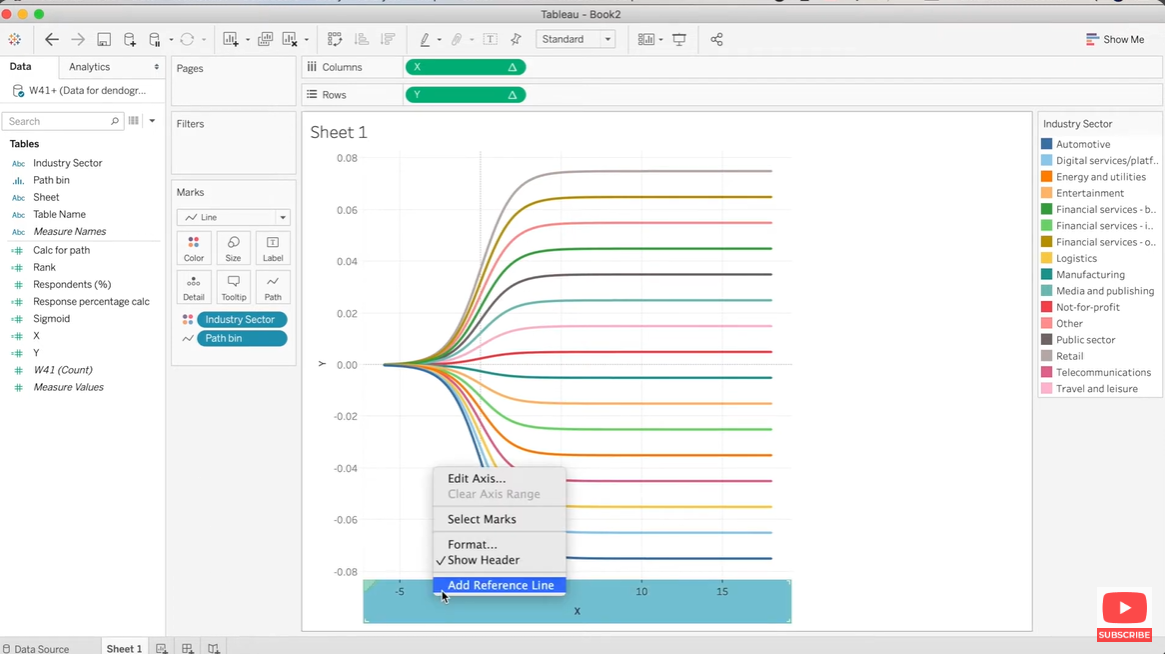 Tableau - Book2
Standard
Show Me
Data
Analytics
W41+ (Data for dendogr...
Search
Tables
Abc Industry Sector
Path bin
Abc Sheet
Abc Table Name
Abc Measure Names
Calc for path
Rank
Respondents (%)
Response percentage calc
Sigmoid
X
Y
W41 (Count)
Measure Values
Pages
Filters
Marks
Line
Color
Size
Label
Detail
Tooltip
Path
Industry Sector
Path bin
Columns
X
Rows
Y
Sheet 1
0.08
0.06
0.04
0.02
0.00
-0.02
-0.04
-0.06
-0.08
Y
-5
10
15
X
Edit Axis...
Clear Axis Range
Select Marks
Format...
✓Show Header
Add Reference Line
Industry Sector
Automotive
Digital services/platf..
Energy and utilities
Entertainment
Financial services - b..
Financial services - i..
Financial services - o..
Logistics
Manufacturing
Media and publishing
Not-for-profit
Other
Public sector
Retail
Telecommunications
Travel and leisure
SUBSCRIBE
Data Source
Sheet 1